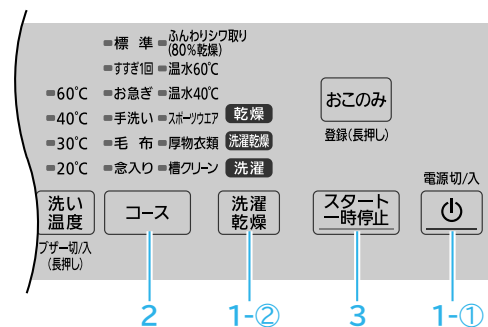 標 準 ふんわりシワ取り
(80%乾燥)
すすぎ1回 温水60℃
60℃ お急ぎ 温水40℃
40℃ 手洗い スポーツウエア 乾燥
30℃ 毛 布 厚物衣類 洗濯乾燥
20℃ 念入り 槽クリーン 洗濯
おこのみ
登録(長押し)
電源切/入
洗い
温度
コース
洗濯
乾燥
スタート
一時停止
ブザー切/入
(長押し)
2
1-②
3
1-①